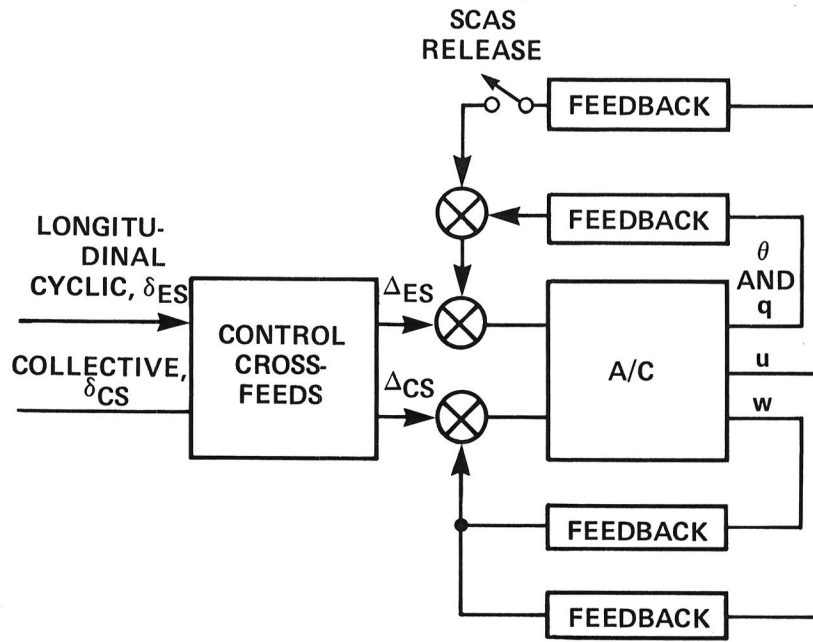 SCAS
RELEASE
FEEDBACK
FEEDBACK
LONGITU-
DINAL
CYCLIC, δES
COLLECTIVE,
δCS
CONTROL
CROSS-
FEEDS
ΔES
ΔCS
A/C
θ
AND
q
u
w
FEEDBACK
FEEDBACK